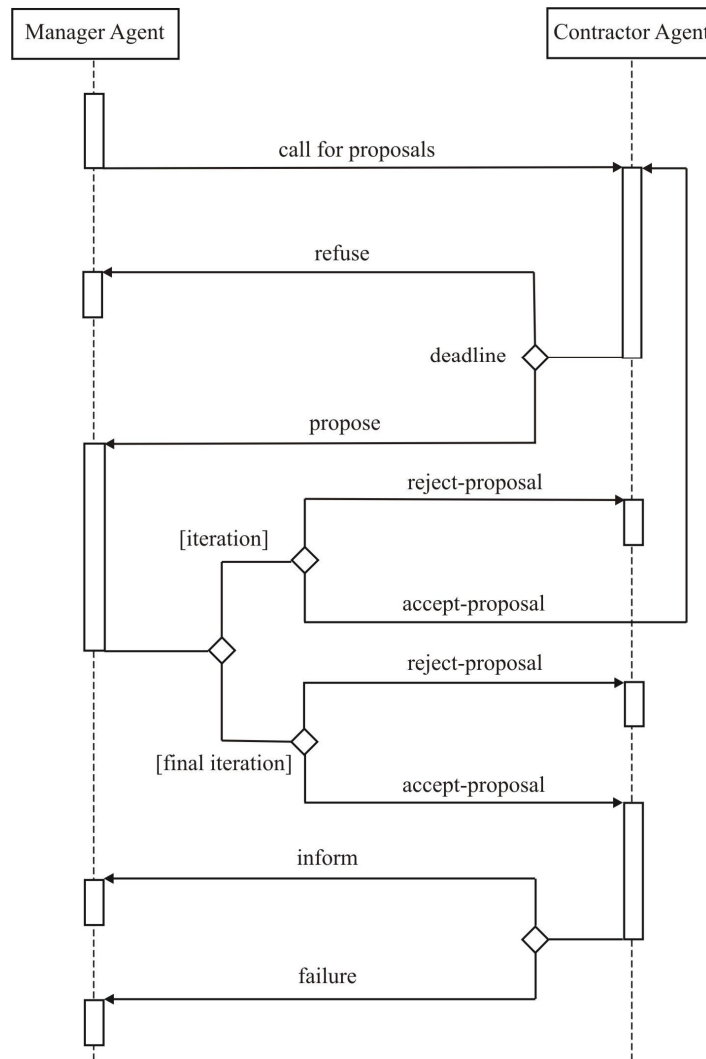 Manager Agent
Contractor Agent
call for proposals
refuse
deadline
propose
reject-proposal
[iteration]
accept-proposal
reject-proposal
[final iteration]
accept-proposal
inform
failure